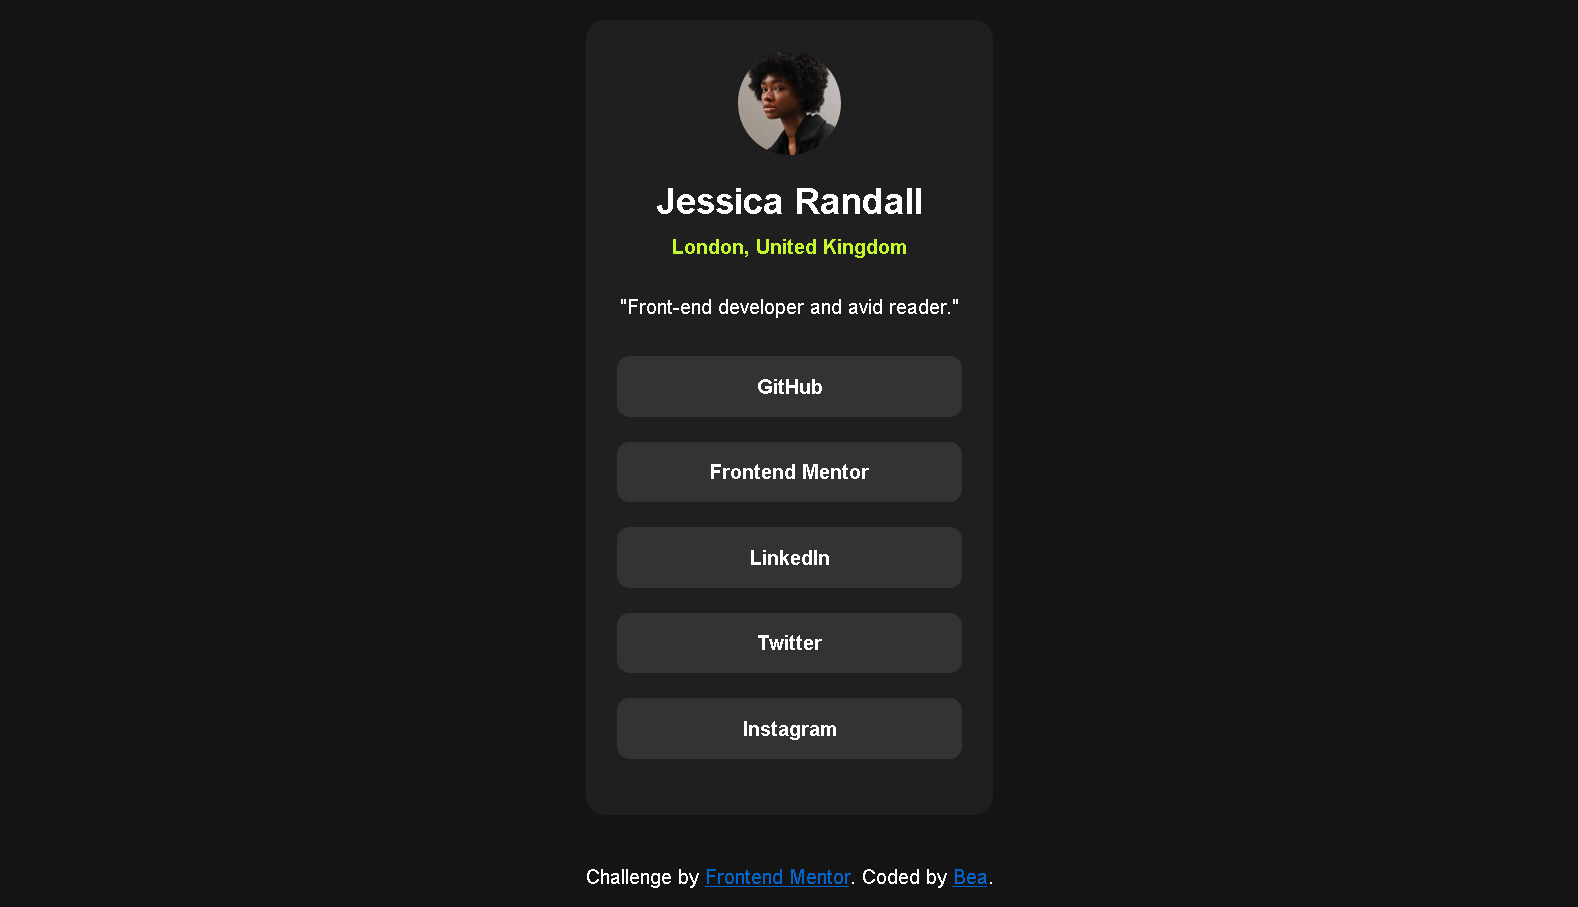 Jessica Randall
London, United Kingdom
"Front-end developer and avid reader."
GitHub
Frontend Mentor
LinkedIn
Twitter
Instagram
Challenge by Frontend Mentor. Coded by Bea.